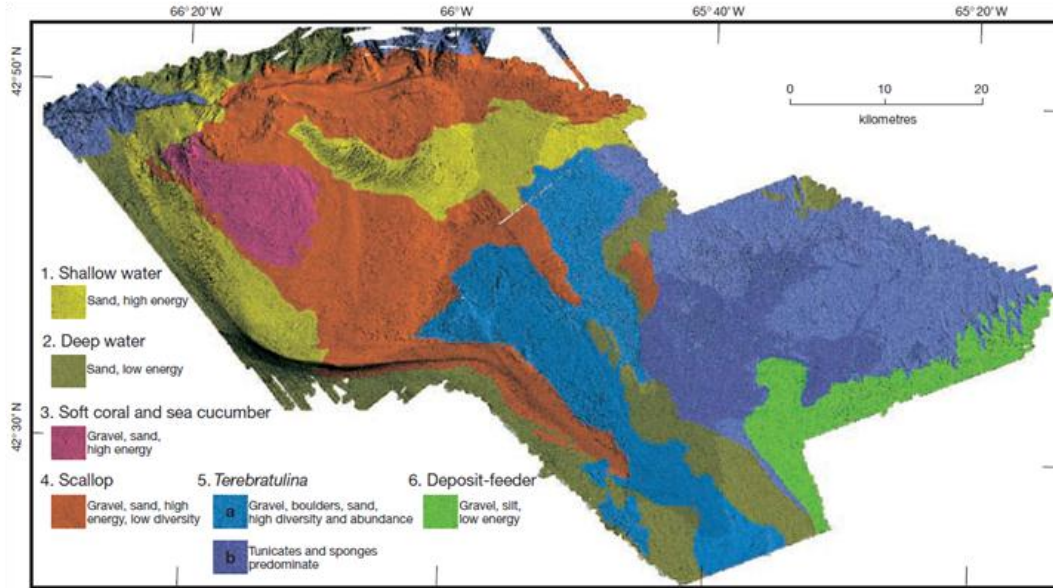 66°20'W 66°W 65°40'W 65°20'W
42°50'N
0 10 20
kilometres
1. Shallow water
Sand, high energy
2. Deep water
Sand, low energy
42°30'N
3. Soft coral and sea cucumber
Gravel, sand,
high energy
4. Scallop
Gravel, sand, high
energy, low diversity
5. Terebratulina
a
Gravel, boulders, sand,
high diversity and abundance
b
Tunicates and sponges
predominate
6. Deposit-feeder
Gravel, silt,
low energy